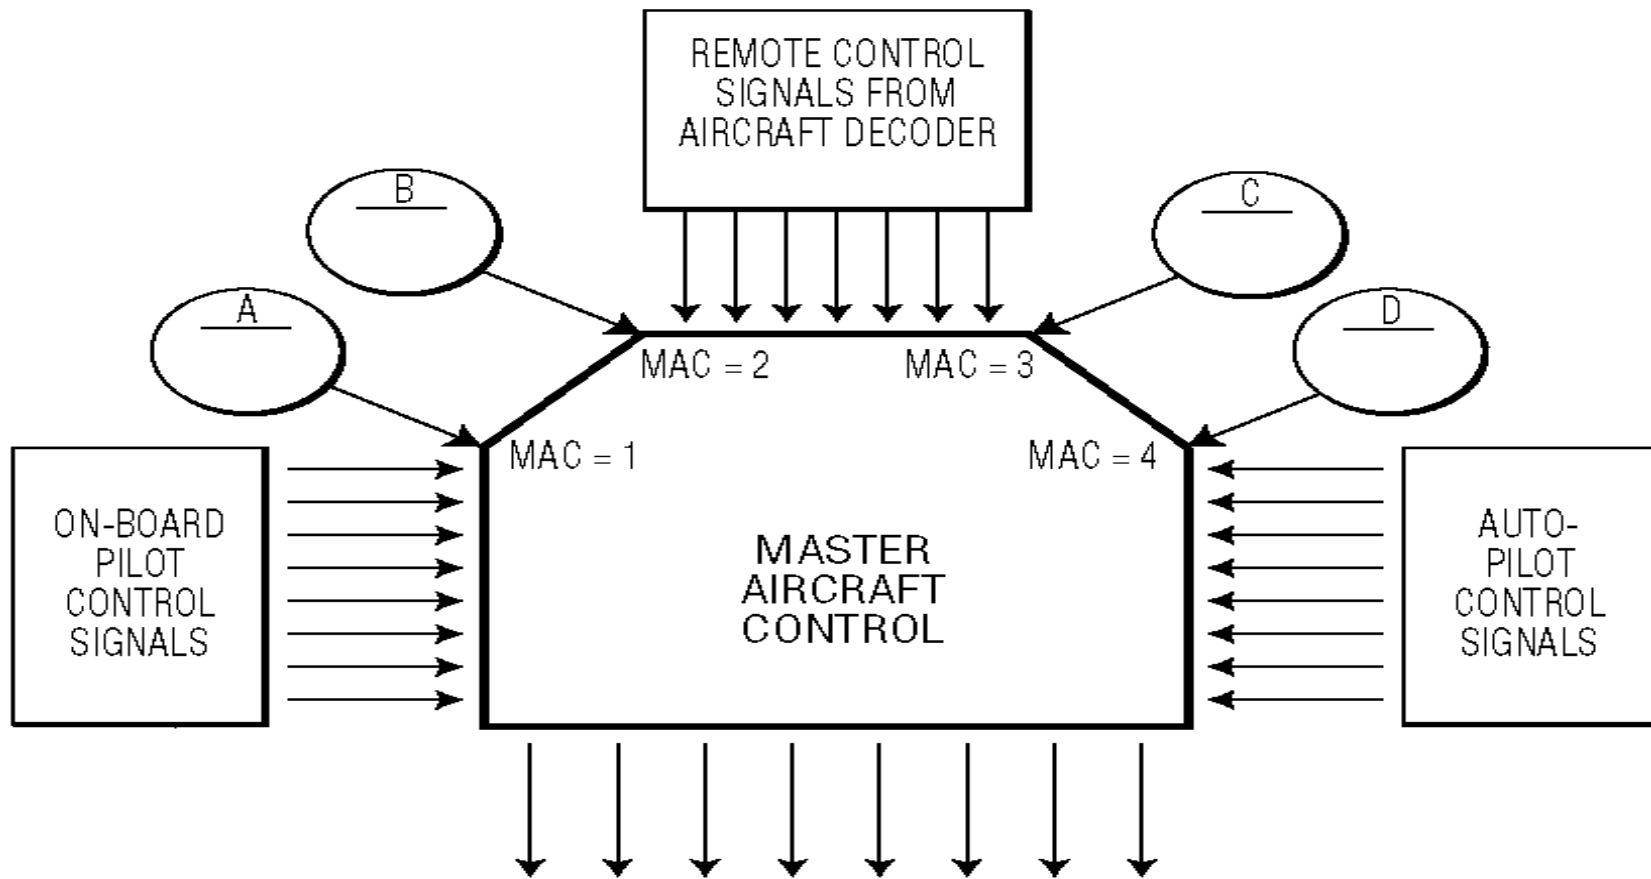 REMOTE CONTROL
SIGNALS FROM
AIRCRAFT DECODER
B
C
A
D
MAC = 2
MAC = 3
MAC = 1
MAC = 4
ON-BOARD
PILOT
CONTROL
SIGNALS
MASTER
AIRCRAFT
CONTROL
AUTO-
PILOT
CONTROL
SIGNALS